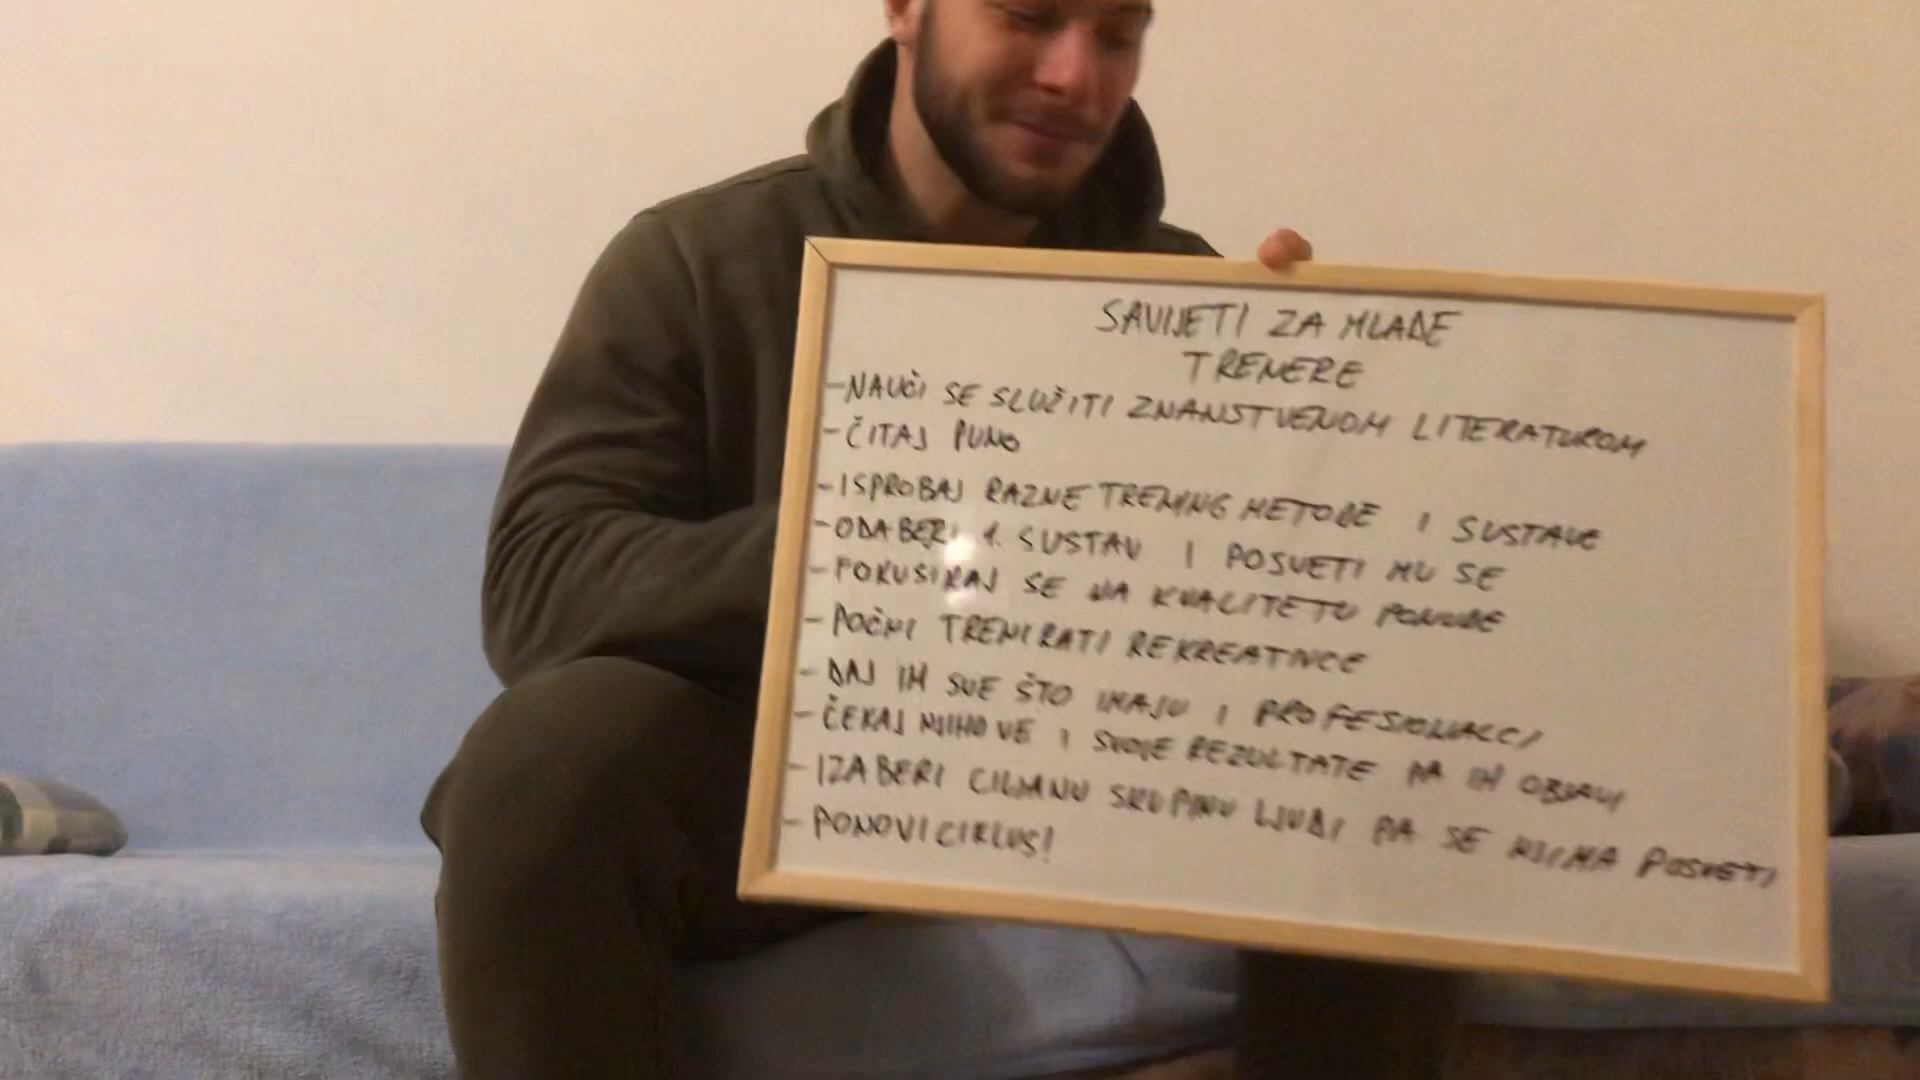 SAVJETI ZA MLADE
TRENERE
- NAUČI SE SLUŽITI ZNANSTVENOM LITERATUROM
- ČITAJ PUNO
- ISPROBAJ RAZNE TRENING METODE I SUSTAVE
- ODABERI 1. SUSTAV I POSVETI MU SE
- FOKUSIRAJ SE NA KVALITETU PONUDE
- POČNI TRENIRATI REKREATIVCE
- DAJ IM SVE ŠTO IMAJU I PROFESIONALCI
- ČEKAJ NJIHOVE I SVOJE REZULTATE PA IH OBJAVI
- IZABERI CILJANU SKUPINU LJUDI PA SE NJIMA POSVETI
- PONOVI CIKLUS!